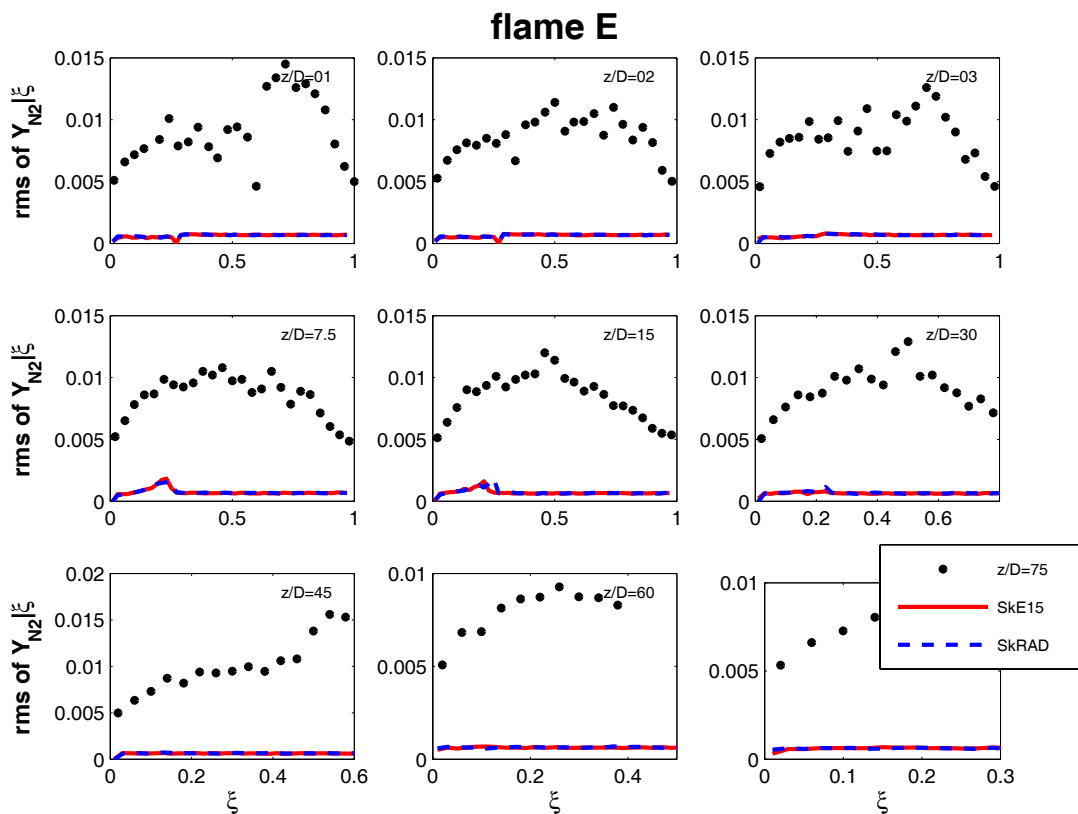 flame E
rms of Y_N2|ξ
0.015
0.01
0.005
0
z/D=01
0 0.5 1
0.015
0.01
0.005
0
z/D=02
0 0.5 1
0.015
0.01
0.005
0
z/D=03
0 0.5 1
rms of Y_N2|ξ
0.015
0.01
0.005
0
z/D=7.5
0 0.5 1
0.015
0.01
0.005
0
z/D=15
0 0.5 1
0.015
0.01
0.005
0
z/D=30
0 0.2 0.4 0.6
rms of Y_N2|ξ
0.02
0.015
0.01
0.005
0
z/D=45
0 0.2 0.4 0.6
ξ
0.01
0.005
0
z/D=60
0 0.2 0.4
ξ
0.01
0.005
0
z/D=75
SkE15
SkRAD
0 0.1 0.2 0.3
ξ